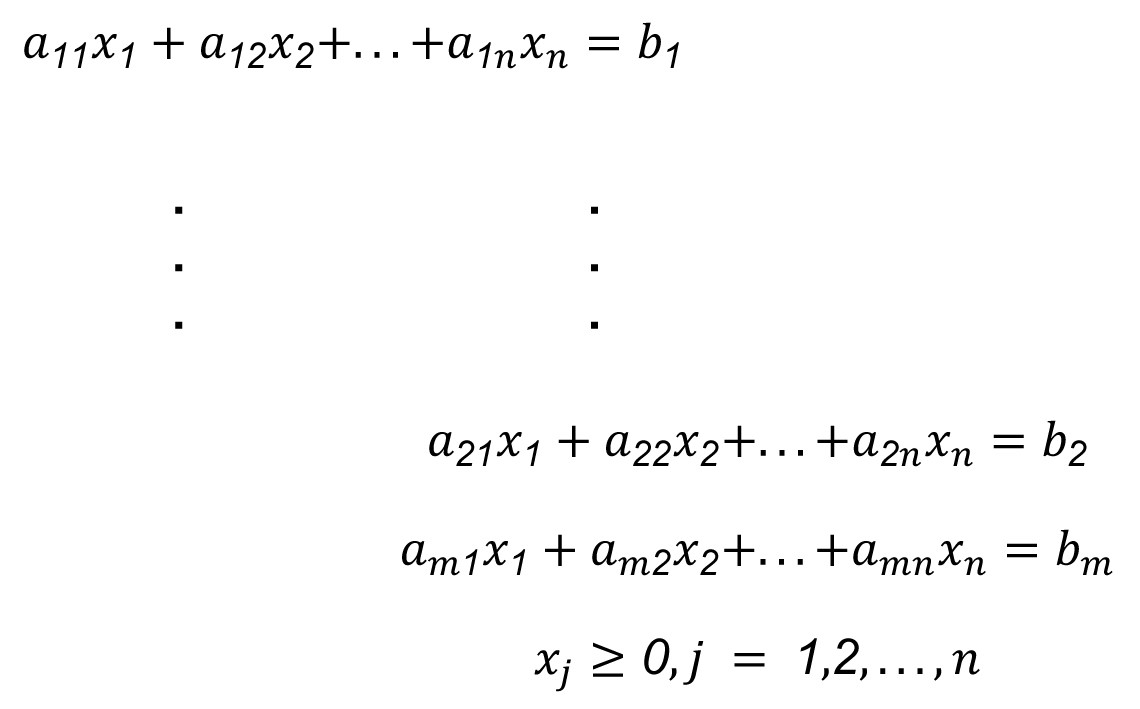 a₁₁x₁ + a₁₂x₂+...+a₁ₙxₙ = b₁
. .
. .
. .
a₂₁x₁ + a₂₂x₂+...+a₂ₙxₙ = b₂
aₘ₁x₁ + aₘ₂x₂+...+aₘₙxₙ = bₘ
xⱼ ≥ 0, j = 1,2,...,n